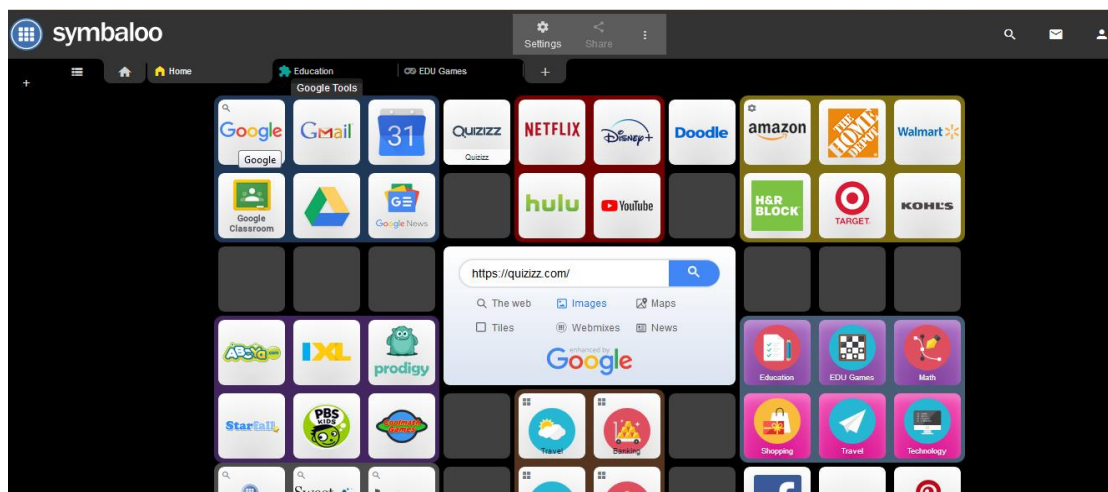 symbaloo
Settings
Share
Home
Education
EDU Games
Google Tools
Google
Gmail
31
QUIZIZZ
Quizizz
NETFLIX
Disney+
Doodle
amazon
THE HOME DEPOT
Walmart
Google
Google Classroom
GE
Google News
hulu
YouTube
H&R
BLOCK
TARGET
KOHL'S
https://quizizz.com/
The web
Images
Maps
Tiles
Webmixes
News
enhanced by
Google
ABCya.com
IXL
prodigy
Education
EDU Games
Math
Starfall
PBS
KIDS
Coolmath
Games
Travel
Banking
Shopping
Travel
Technology